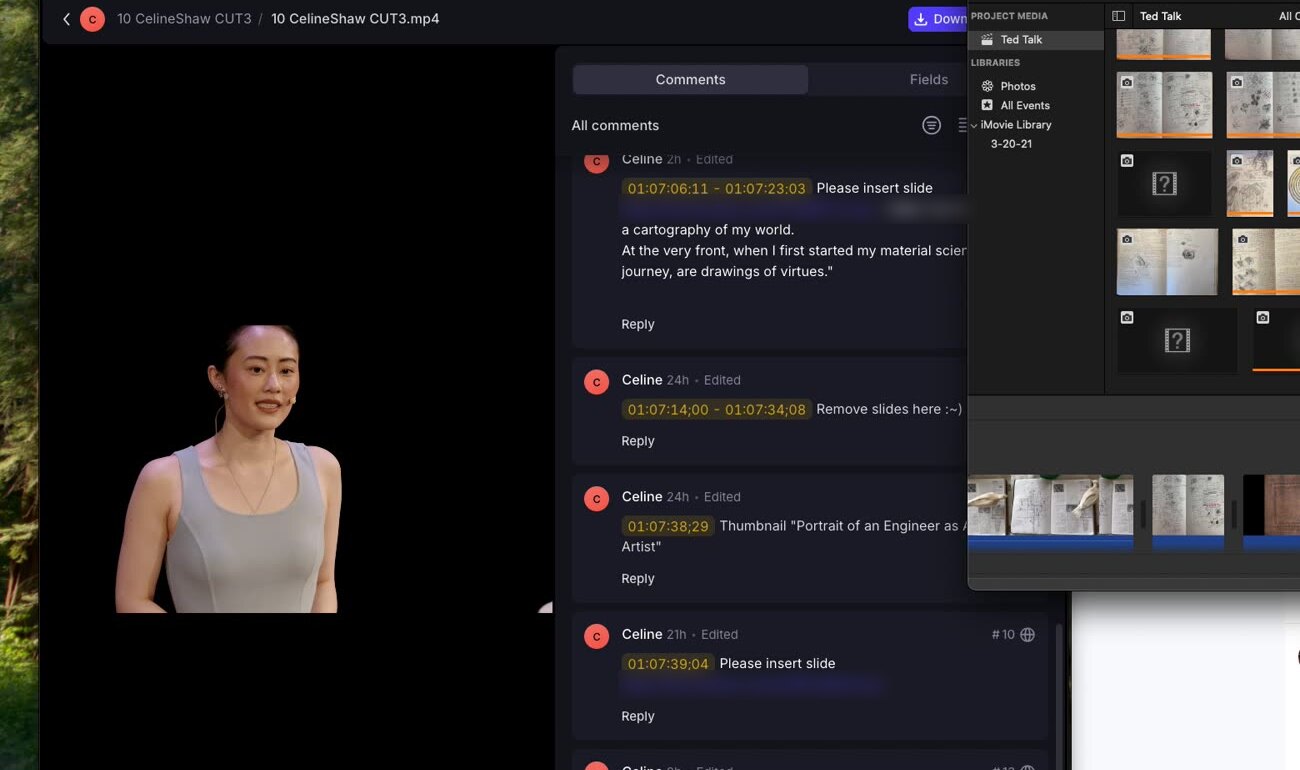 C 10 CelineShaw CUT3 / 10 CelineShaw CUT3.mp4
Comments
Fields
All comments
C Celine 2h • Edited
01:07:06;11 - 01:07:23;03 Please insert slide
a cartography of my world.
At the very front, when I first started my material
journey, are drawings of virtues."
Reply
C Celine 24h • Edited
01:07:14;00 - 01:07:34;08 Remove slides here :~)
Reply
C Celine 24h • Edited
01:07:38;29 Thumbnail "Portrait of an Engineer as
Artist"
Reply
C Celine 21h • Edited #10
01:07:39;04 Please insert slide
Reply
PROJECT MEDIA
Ted Talk
LIBRARIES
Photos
All Events
iMovie Library
3-20-21
Ted Talk
All